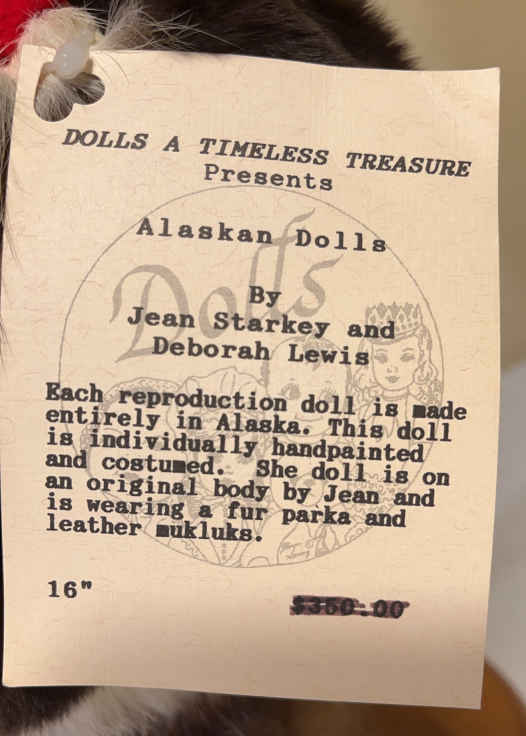 DOLLS A TIMELESS TREASURE
Presents
Alaskan Dolls
Dolls
By
Jean Starkey and
Deborah Lewis
Each reproduction doll is made
entirely in Alaska. This doll
is individually handpainted
and costumed. She doll is on
an original body by Jean and
is wearing a fur parka and
leather mukluks.
16"
$350.00